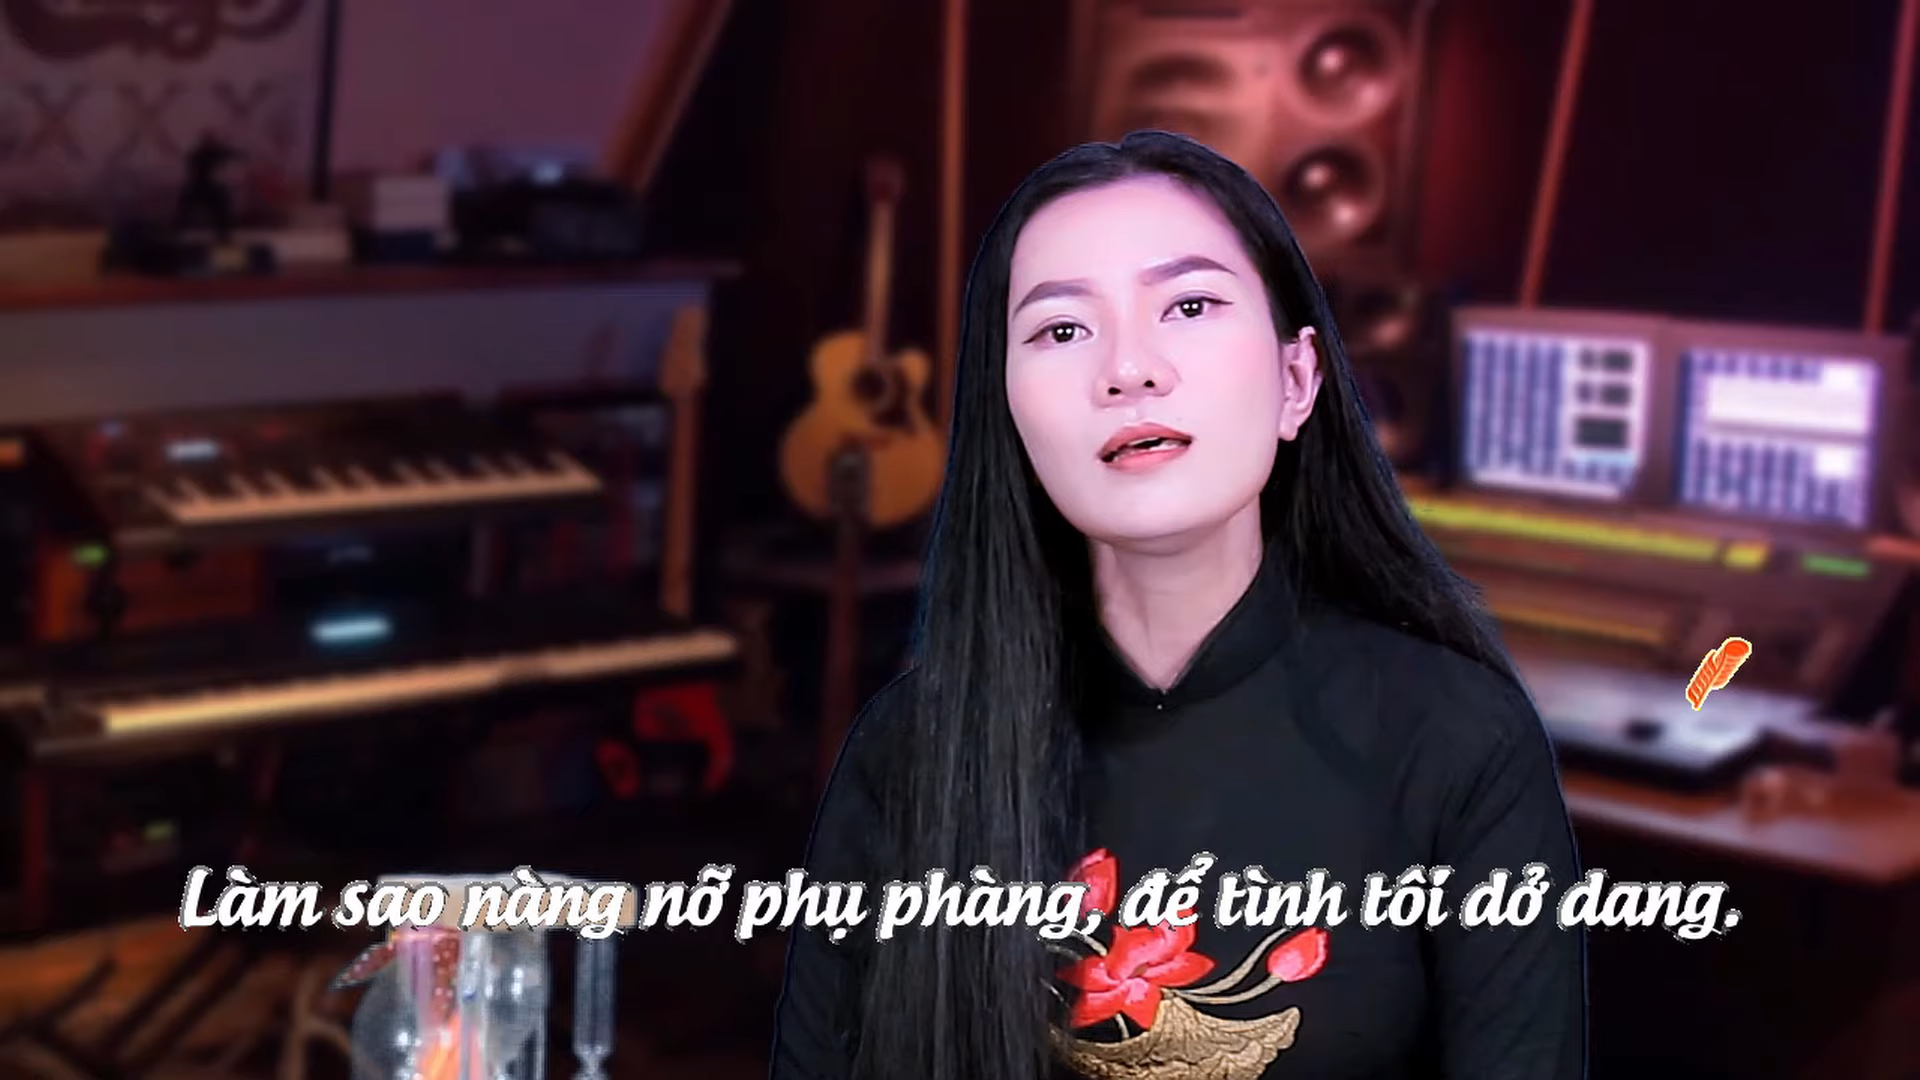 Làm sao nàng nỡ phụ phàng, để tình tôi dở dang.